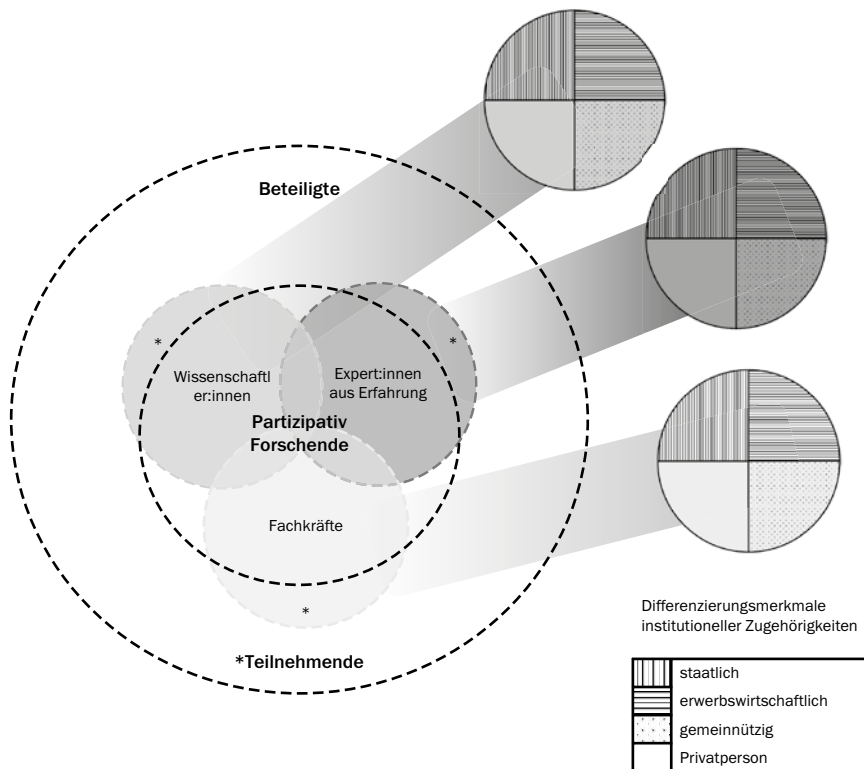 Beteiligte
*
*
Wissenschaftl
er:innen
Expert:innen
aus Erfahrung
Partizipativ
Forschende
Fachkräfte
*
*Teilnehmende
Differenzierungsmerkmale
institutioneller Zugehörigkeiten
staatlich
erwerbswirtschaftlich
gemeinnützig
Privatperson